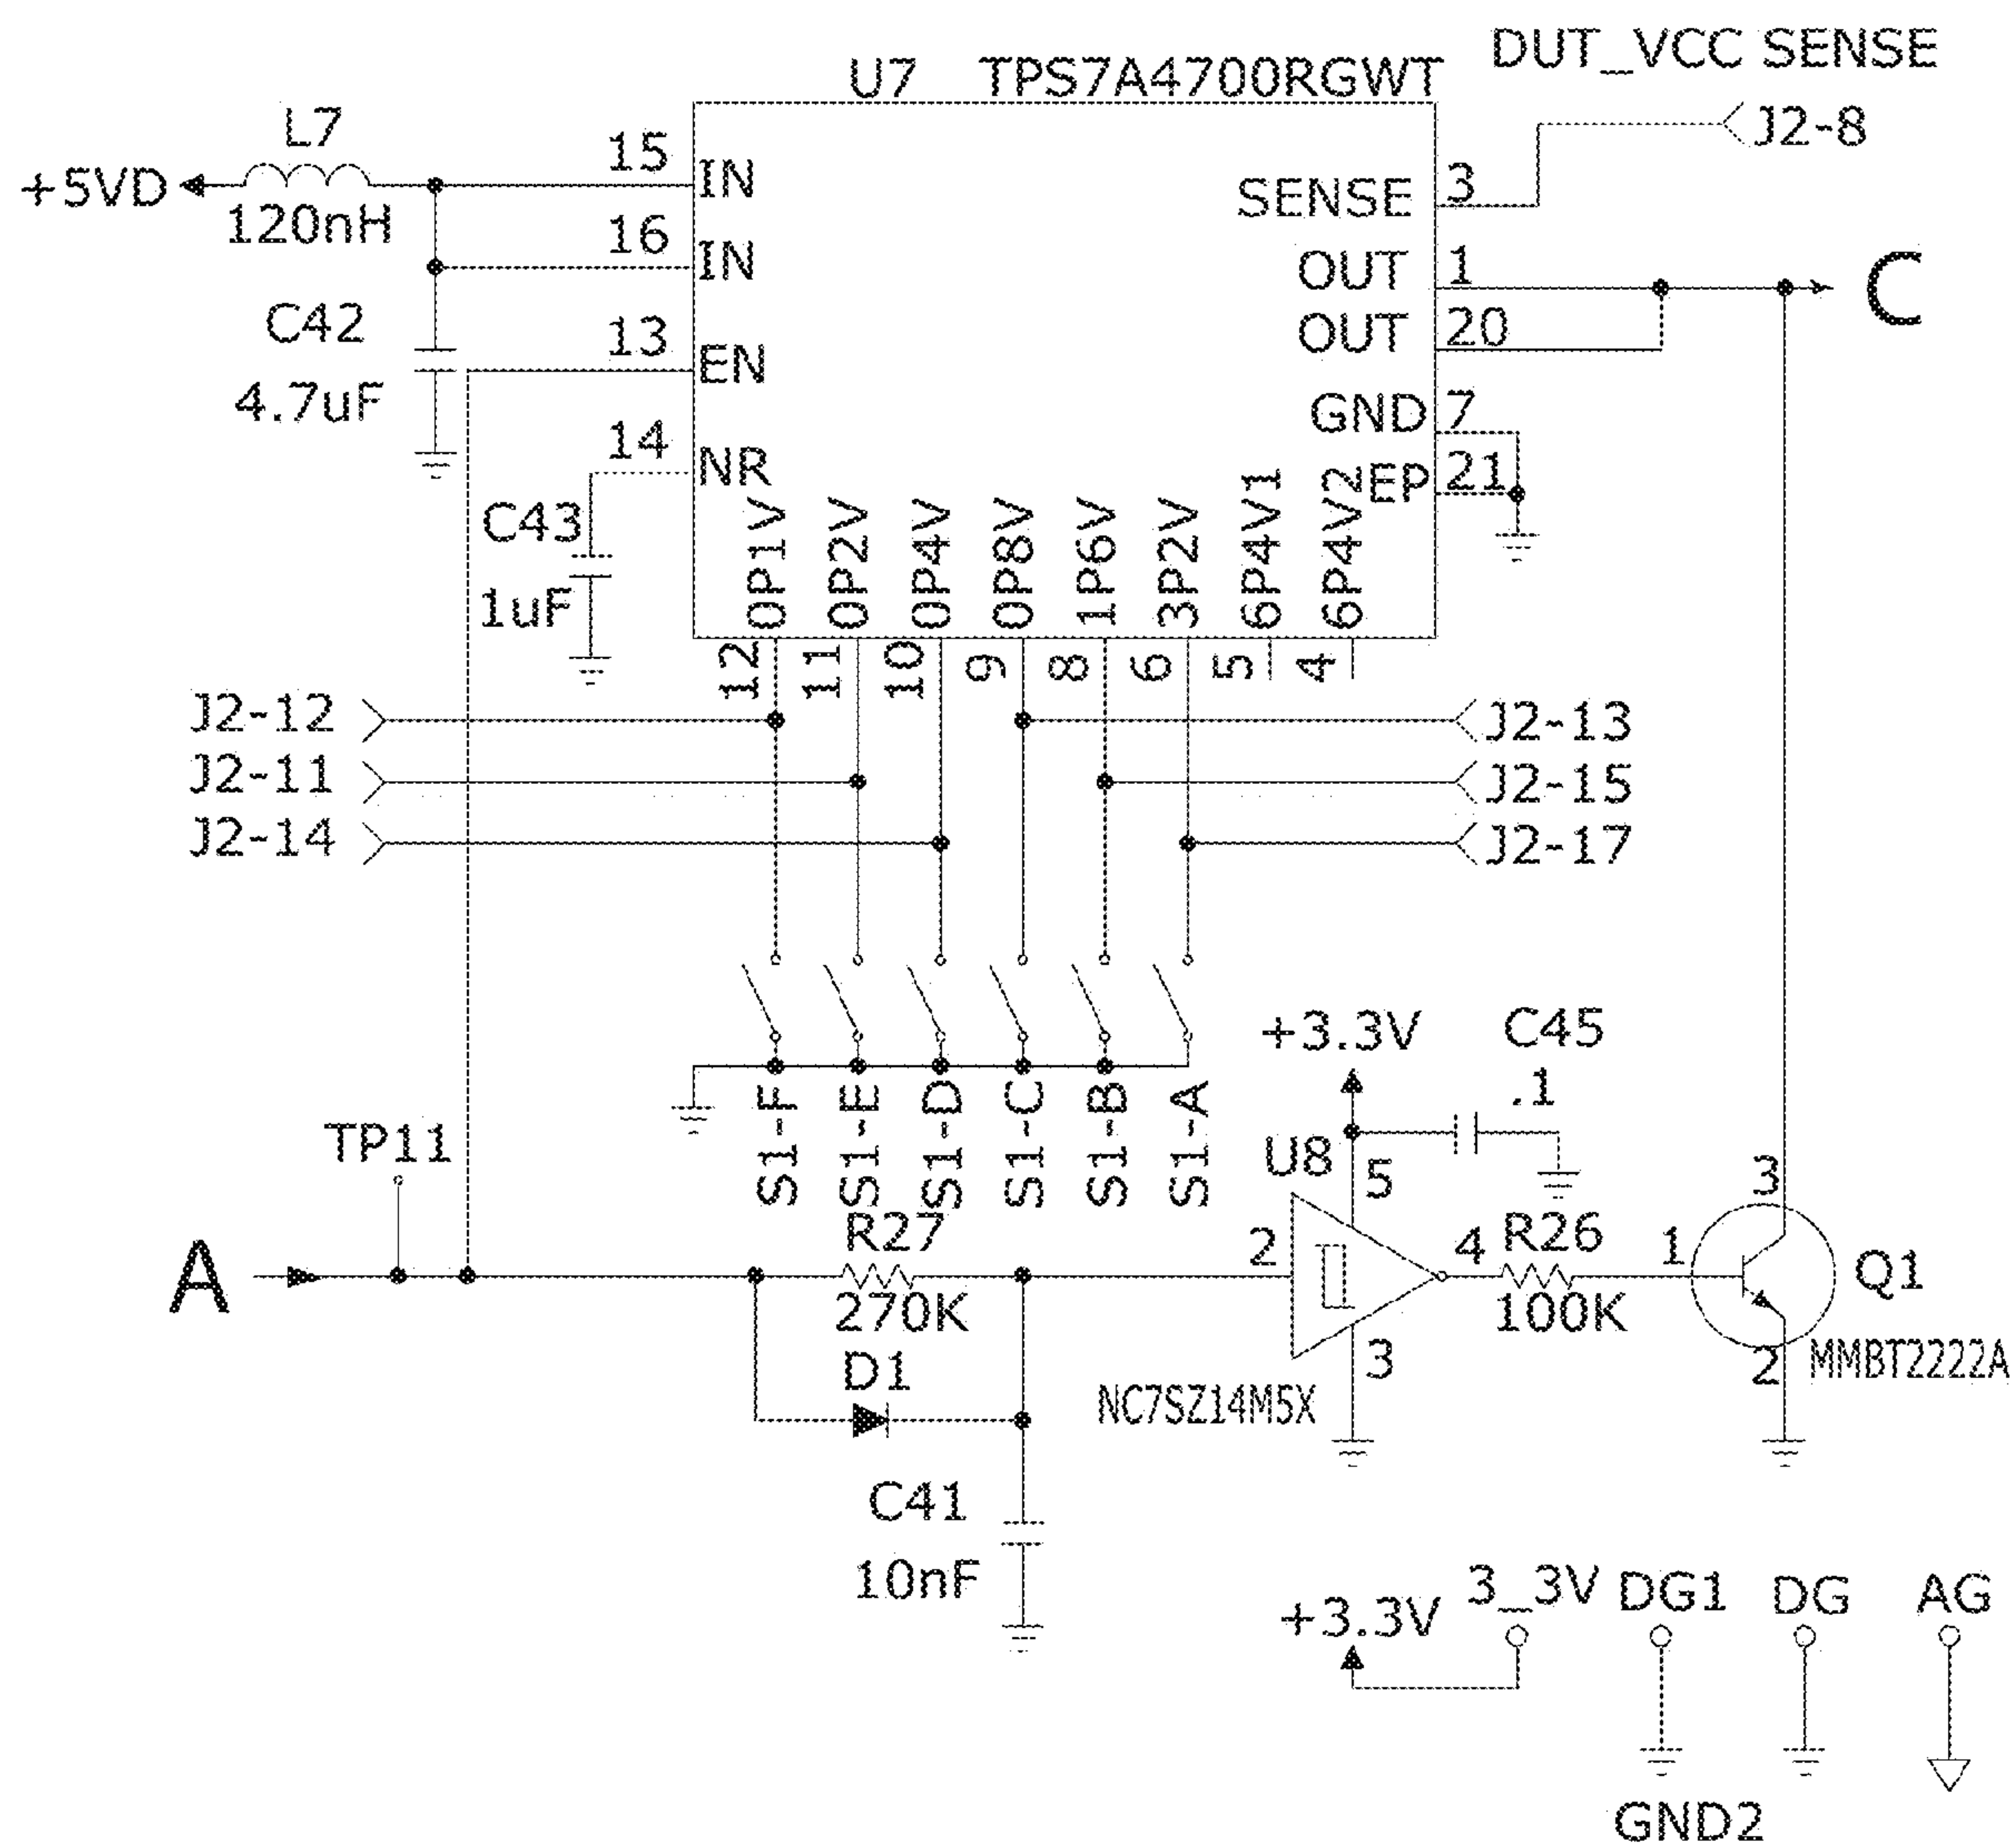 DUT_VCC SENSE
U7 TPS7A4700RGWT
J2-8
L7
+5VD
120nH
15
IN
16
IN
C42
4.7uF
13
EN
14
NR
C43
1uF
SENSE
3
OUT
1
OUT
20
C
GND
7
EP
21
0P1V
0P2V
0P4V
0P8V
1P6V
3P2V
6P4V1
6P4V2
12
11
10
9
8
6
5
4
J2-12
J2-11
J2-14
J2-13
J2-15
J2-17
S1-F
S1-E
S1-D
S1-C
S1-B
S1-A
+3.3V
C45
.1
TP11
A
R27
270K
D1
C41
10nF
U8
5
2
4
3
NC7SZ14M5X
R26
100K
1
3
2
Q1
MMBT2222A
+3.3V
3_3V
DG1
DG
AG
GND2